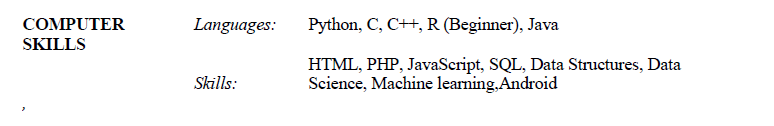 COMPUTER SKILLS
Languages: Python, C, C++, R (Beginner), Java
HTML, PHP, JavaScript, SQL, Data Structures, Data
Skills: Science, Machine learning,Android
,